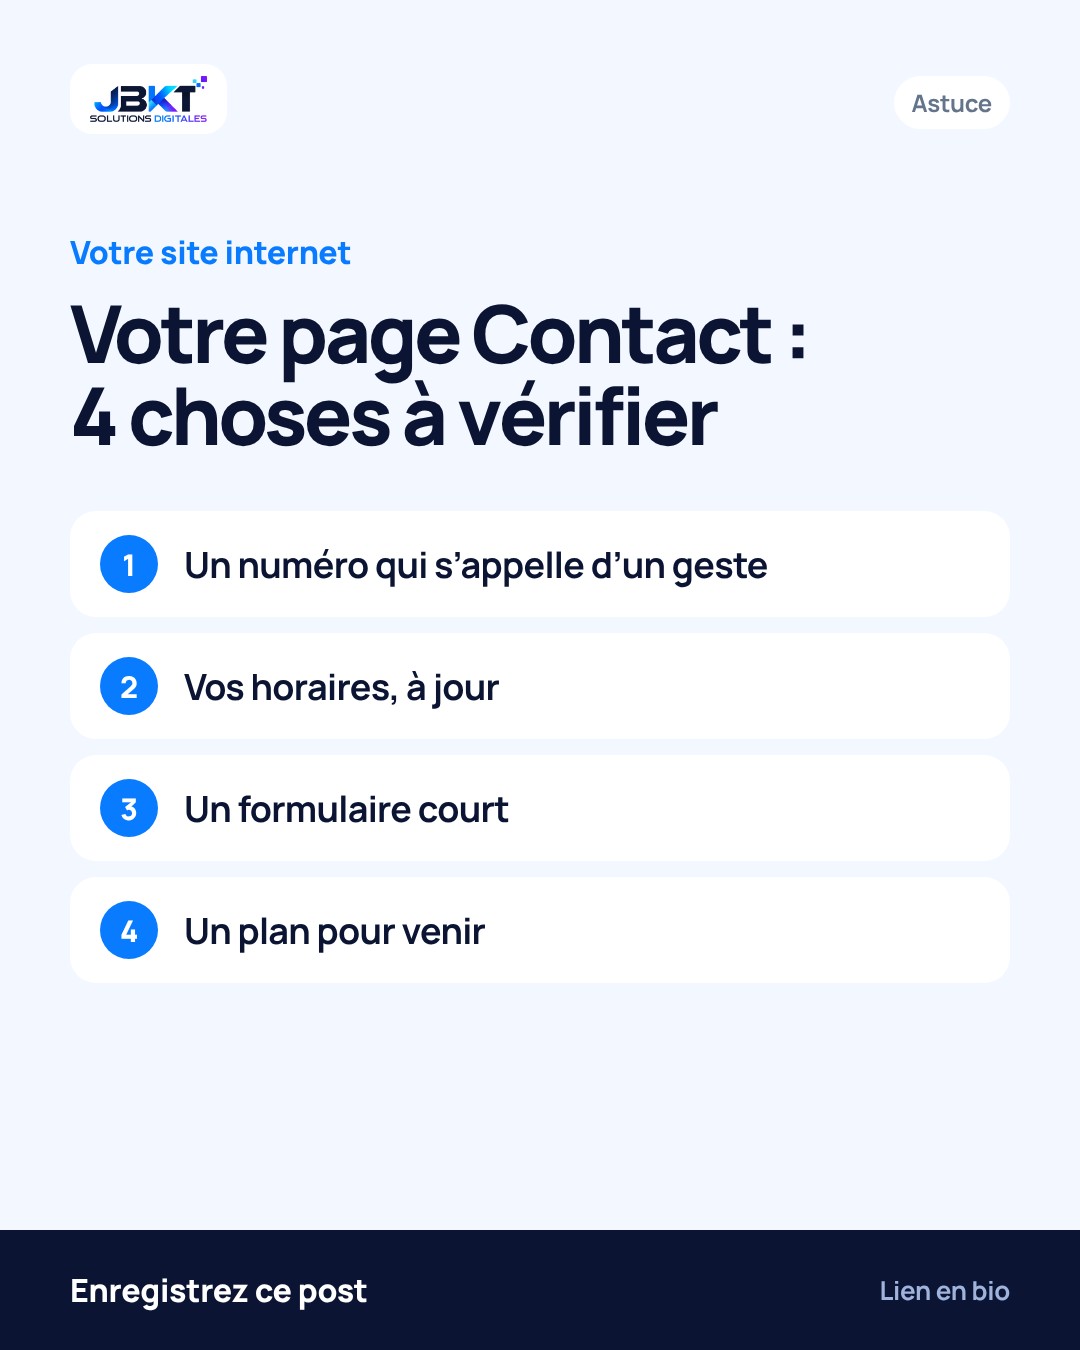 JBKT
SOLUTIONS DIGITALES
Astuce
Votre site internet
Votre page Contact :
4 choses à vérifier
1 Un numéro qui s’appelle d’un geste
2 Vos horaires, à jour
3 Un formulaire court
4 Un plan pour venir
Enregistrez ce post
Lien en bio